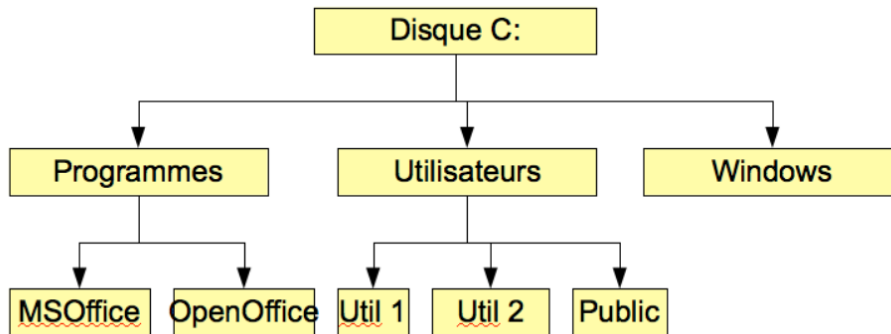 Disque C:
Programmes
Utilisateurs
Windows
MSOffice
OpenOffice
Util 1
Util 2
Public